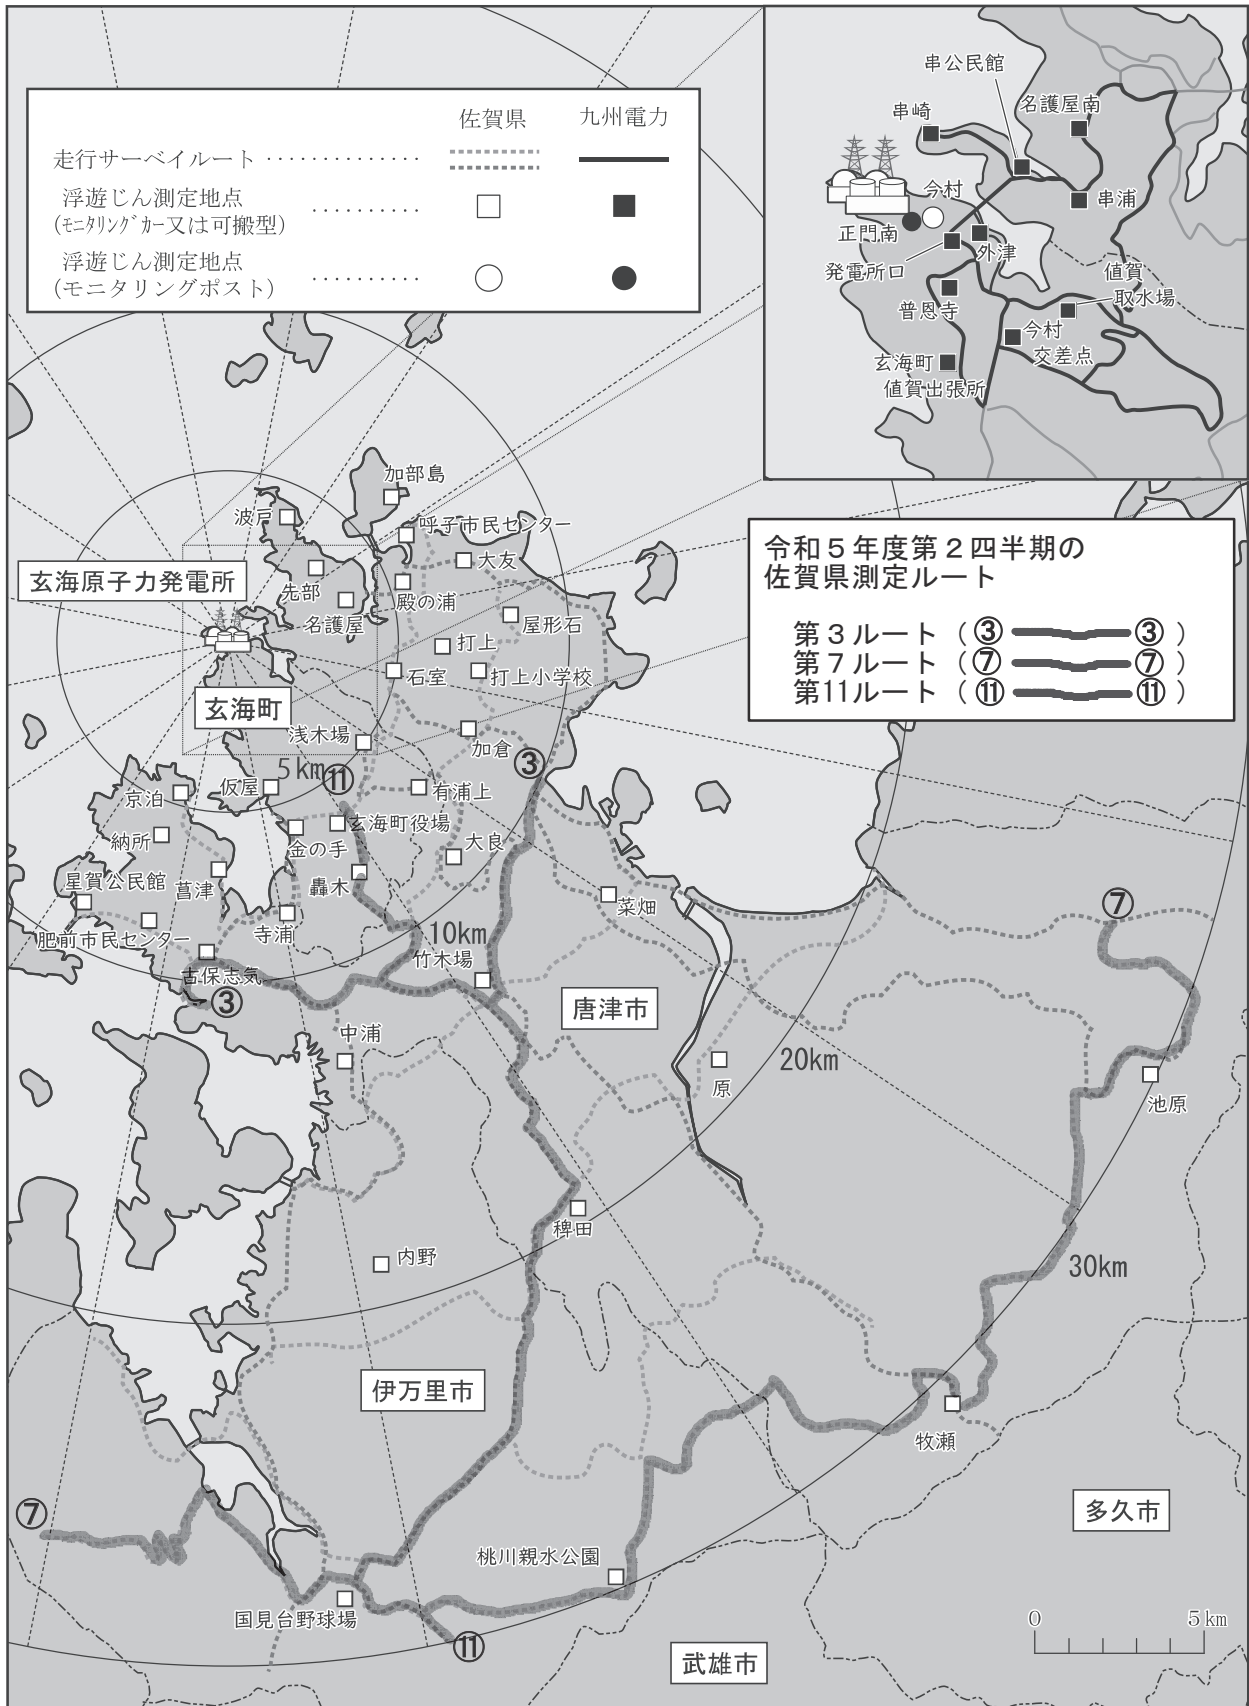 佐賀県
九州電力
走行サーベイルート ・・・・・・・・・・・・・・
浮遊じん測定地点
(ﾓﾆﾀﾘﾝｸﾞｶｰ又は可搬型)
・・・・・・・・・・
浮遊じん測定地点
(モニタリングポスト)
・・・・・・・・・・
串公民館
名護屋南
串崎
今村
串浦
正門南
外津
発電所口
値賀
取水場
普恩寺
今村
交差点
玄海町
値賀出張所
令和5年度第2四半期の
佐賀県測定ルート
第3ルート (③ ③)
第7ルート (⑦ ⑦)
第11ルート (⑪ ⑪)
加部島
波戸
呼子市民センター
大友
玄海原子力発電所
先部
殿の浦
名護屋
屋形石
打上
石室
打上小学校
玄海町
浅木場
加倉
③
5km
⑪
仮屋
有浦上
京泊
玄海町役場
納所
金の手
大良
星賀公民館
轟木
菖津
菜畑
⑦
肥前市民センター
寺浦
10km
竹木場
古保志気
③
唐津市
中浦
20km
原
池原
稗田
内野
30km
伊万里市
牧瀬
⑦
多久市
桃川親水公園
国見台野球場
⑪
武雄市
0 5km